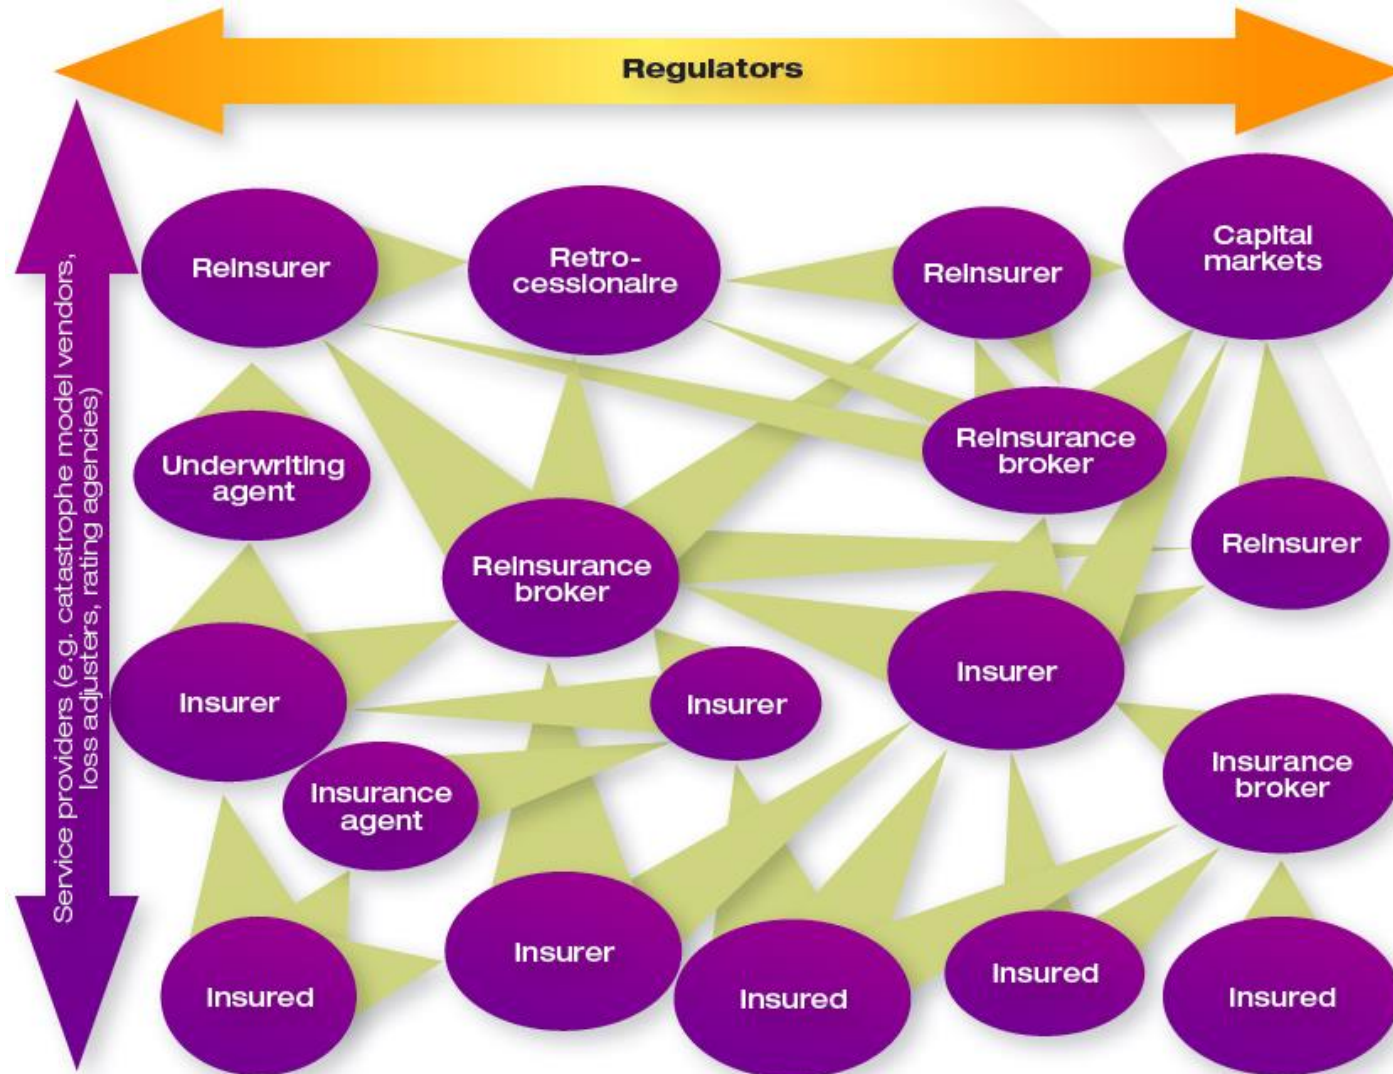 Regulators
Service providers (e.g. catastrophe model vendors,
loss adjusters, rating agencies)
Reinsurer
Retro-
cessionaire
Reinsurer
Capital
markets
Underwriting
agent
Reinsurance
broker
Reinsurance
broker
Reinsurer
Insurer
Insurer
Insurer
Insurance
agent
Insurance
broker
Insured
Insurer
Insured
Insured
Insured